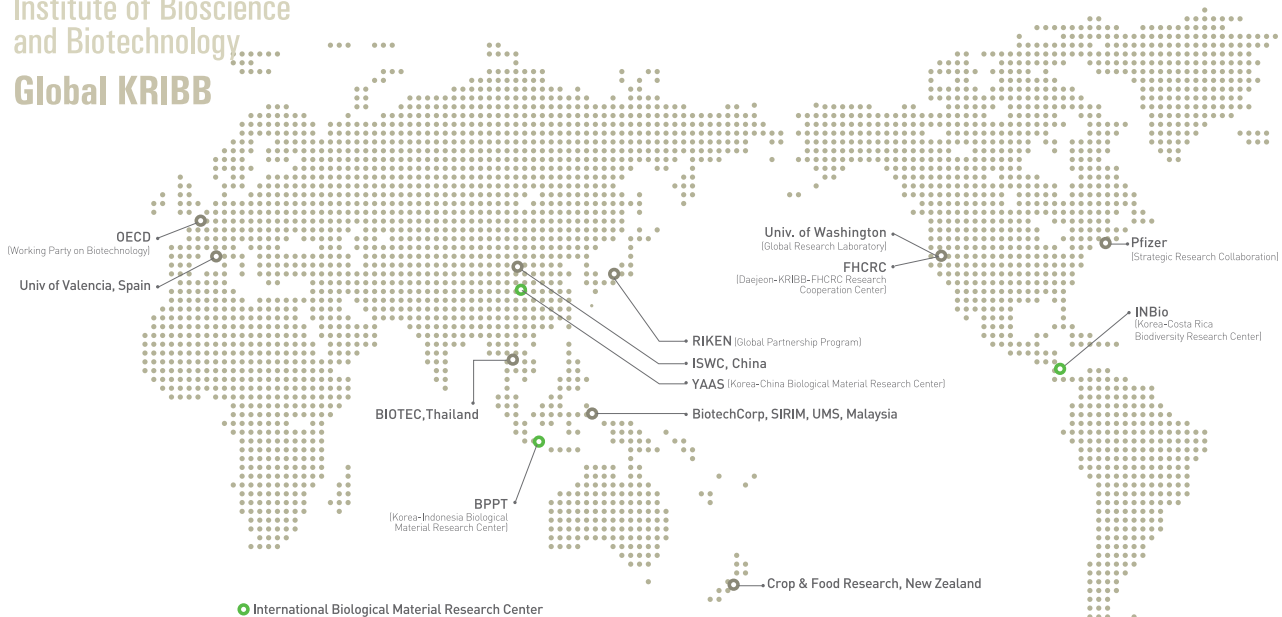 Institute of Bioscience
and Biotechnology
Global KRIBB
OECD
(Working Party on Biotechnology)
Univ of Valencia, Spain
Univ. of Washington
(Global Research Laboratory)
FHCRC
(Daejeon-KRIBB-FHCRC Research
Cooperation Center)
Pfizer
(Strategic Research Collaboration)
INBio
(Korea-Costa Rica
Biodiversity Research Center)
RIKEN (Global Partnership Program)
ISWC, China
YAAS (Korea-China Biological Material Research Center)
BIOTEC,Thailand
BiotechCorp, SIRIM, UMS, Malaysia
BPPT
(Korea-Indonesia Biological
Material Research Center)
Crop & Food Research, New Zealand
International Biological Material Research Center